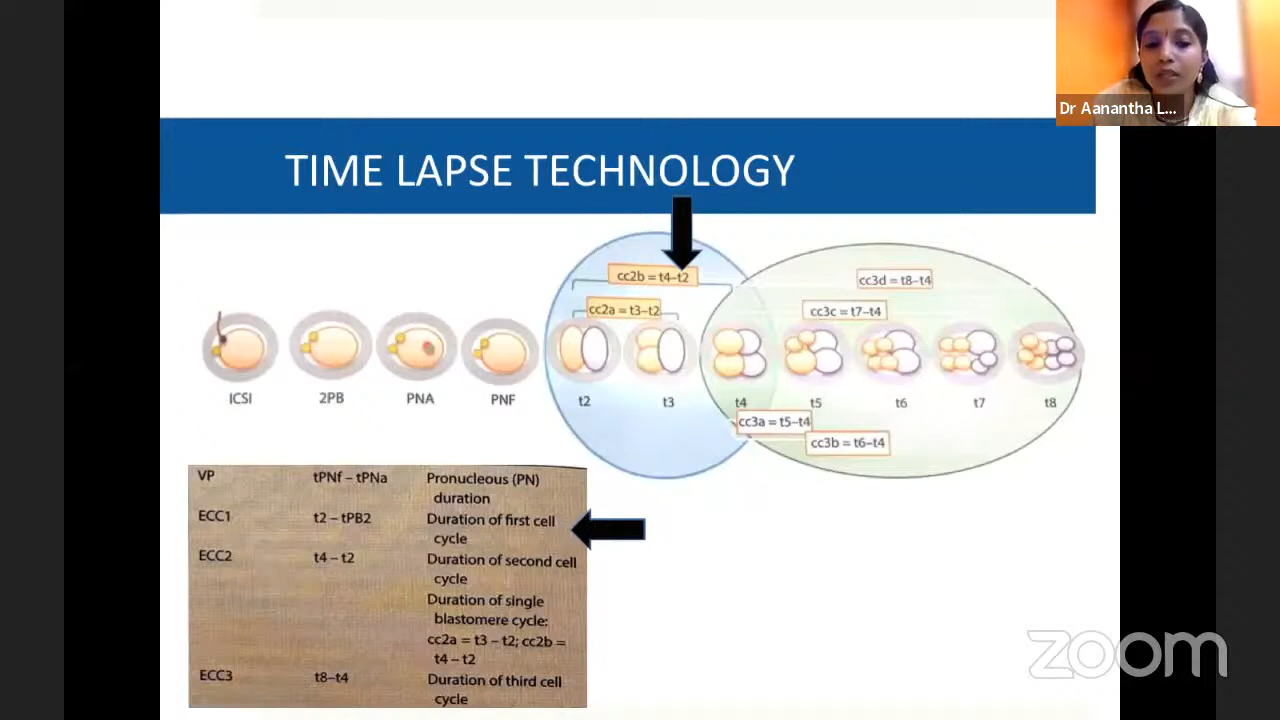 Dr Aanantha L...
TIME LAPSE TECHNOLOGY
cc2b = t4–t2
cc3d = t8–t4
cc2a = t3–t2
cc3c = t7–t4
ICSI 2PB PNA PNF t2 t3 t4 t5 t6 t7 t8
cc3a = t5–t4
cc3b = t6–t4
VP tPNf – tPNa Pronucleous (PN)
duration
ECC1 t2 – tPB2 Duration of first cell
cycle
ECC2 t4 – t2 Duration of second cell
cycle
Duration of single
blastomere cycle:
cc2a = t3 – t2; cc2b =
t4 – t2
ECC3 t8–t4 Duration of third cell
cycle
zoom